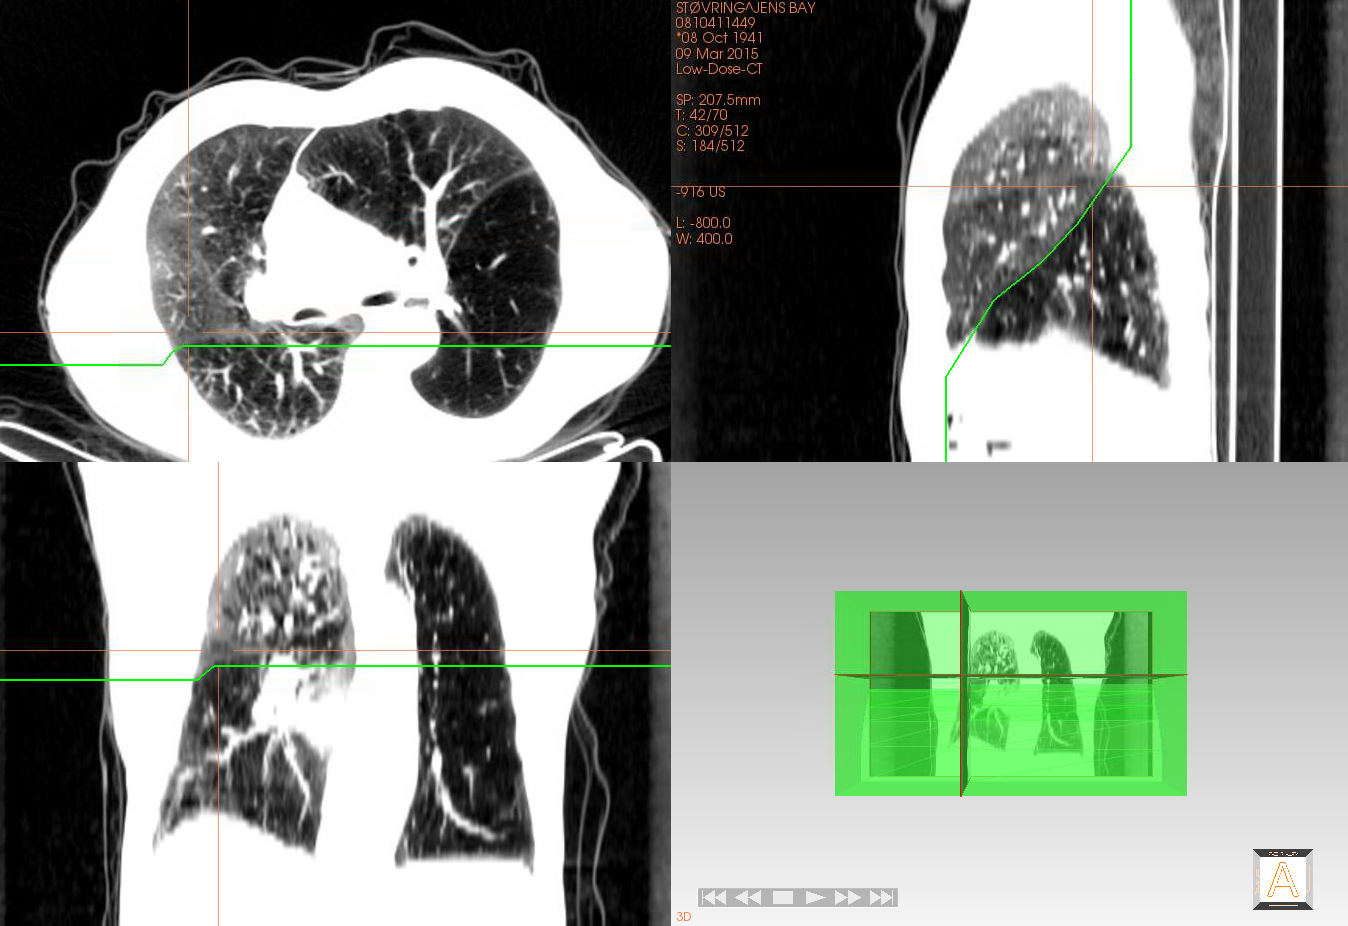 STØVRING^JENS BAY
0810411449
*08 Oct 1941
09 Mar 2015
Low-Dose-CT
SP: 207.5mm
T: 42/70
C: 309/512
S: 184/512
-916 US
L: -800.0
W: 400.0
3D
A